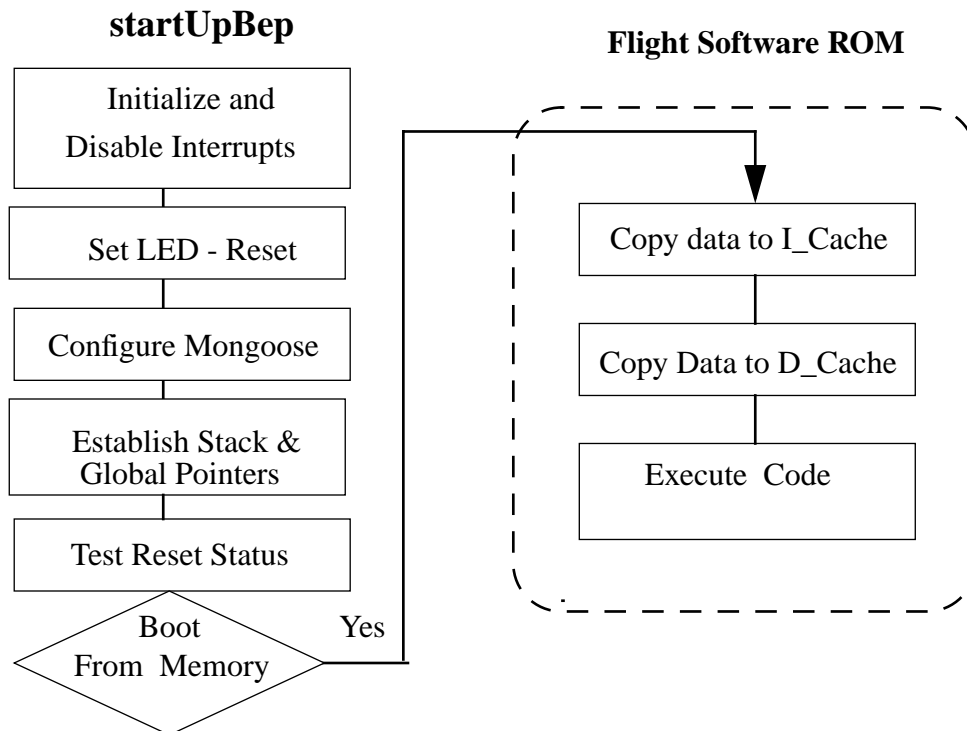 startUpBep
Initialize and
Disable Interrupts
Set LED - Reset
Configure Mongoose
Establish Stack &
Global Pointers
Test Reset Status
Boot
From Memory
Yes
Flight Software ROM
Copy data to I_Cache
Copy Data to D_Cache
Execute Code